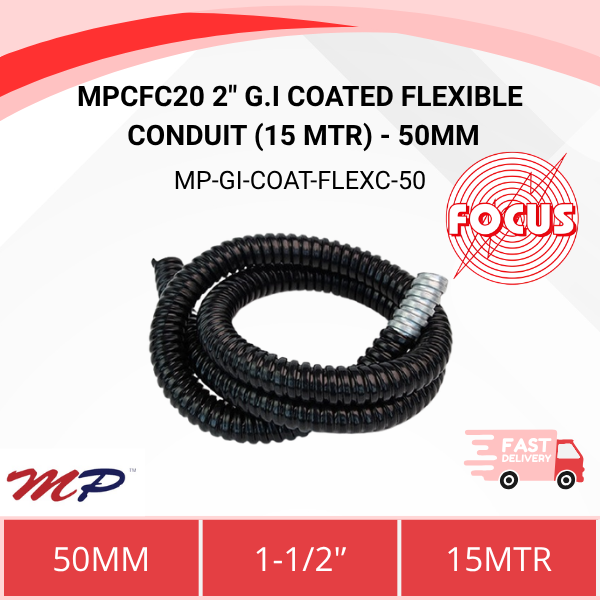 MPCFC20 2" G.I COATED FLEXIBLE
CONDUIT (15 MTR) - 50MM
MP-GI-COAT-FLEXC-50
FOCUS
FAST
DELIVERY
MP ™
50MM
1-1/2"
15MTR